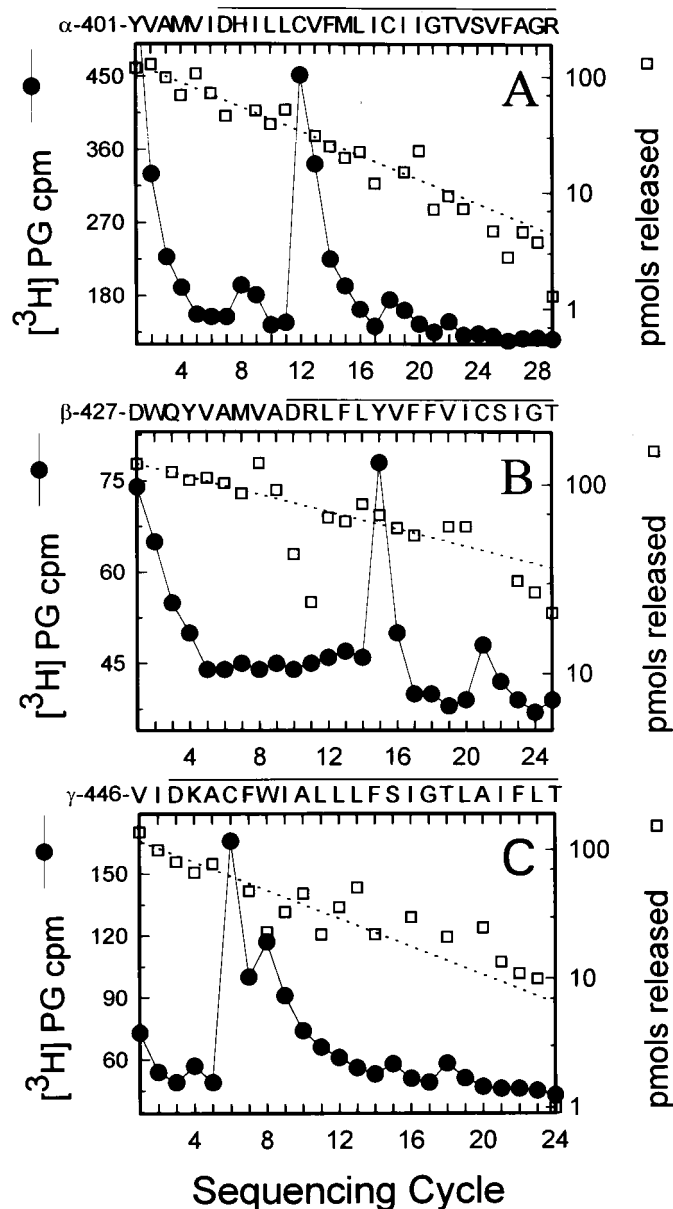 α-401-YVAMVIDHILLCVFMLICIIGTVSVFAGR
A
[³H] PG cpm
450
360
270
180
100
10
1
pmols released
4 8 12 16 20 24 28
β-427-DWQYVAMVADRLFLYVFFVICSIGT
B
[³H] PG cpm
75
60
45
100
10
pmols released
4 8 12 16 20 24
γ-446-VIDKACFWIALLLFSIGTLAIFLT
C
[³H] PG cpm
150
120
90
60
100
10
1
pmols released
4 8 12 16 20 24
Sequencing Cycle